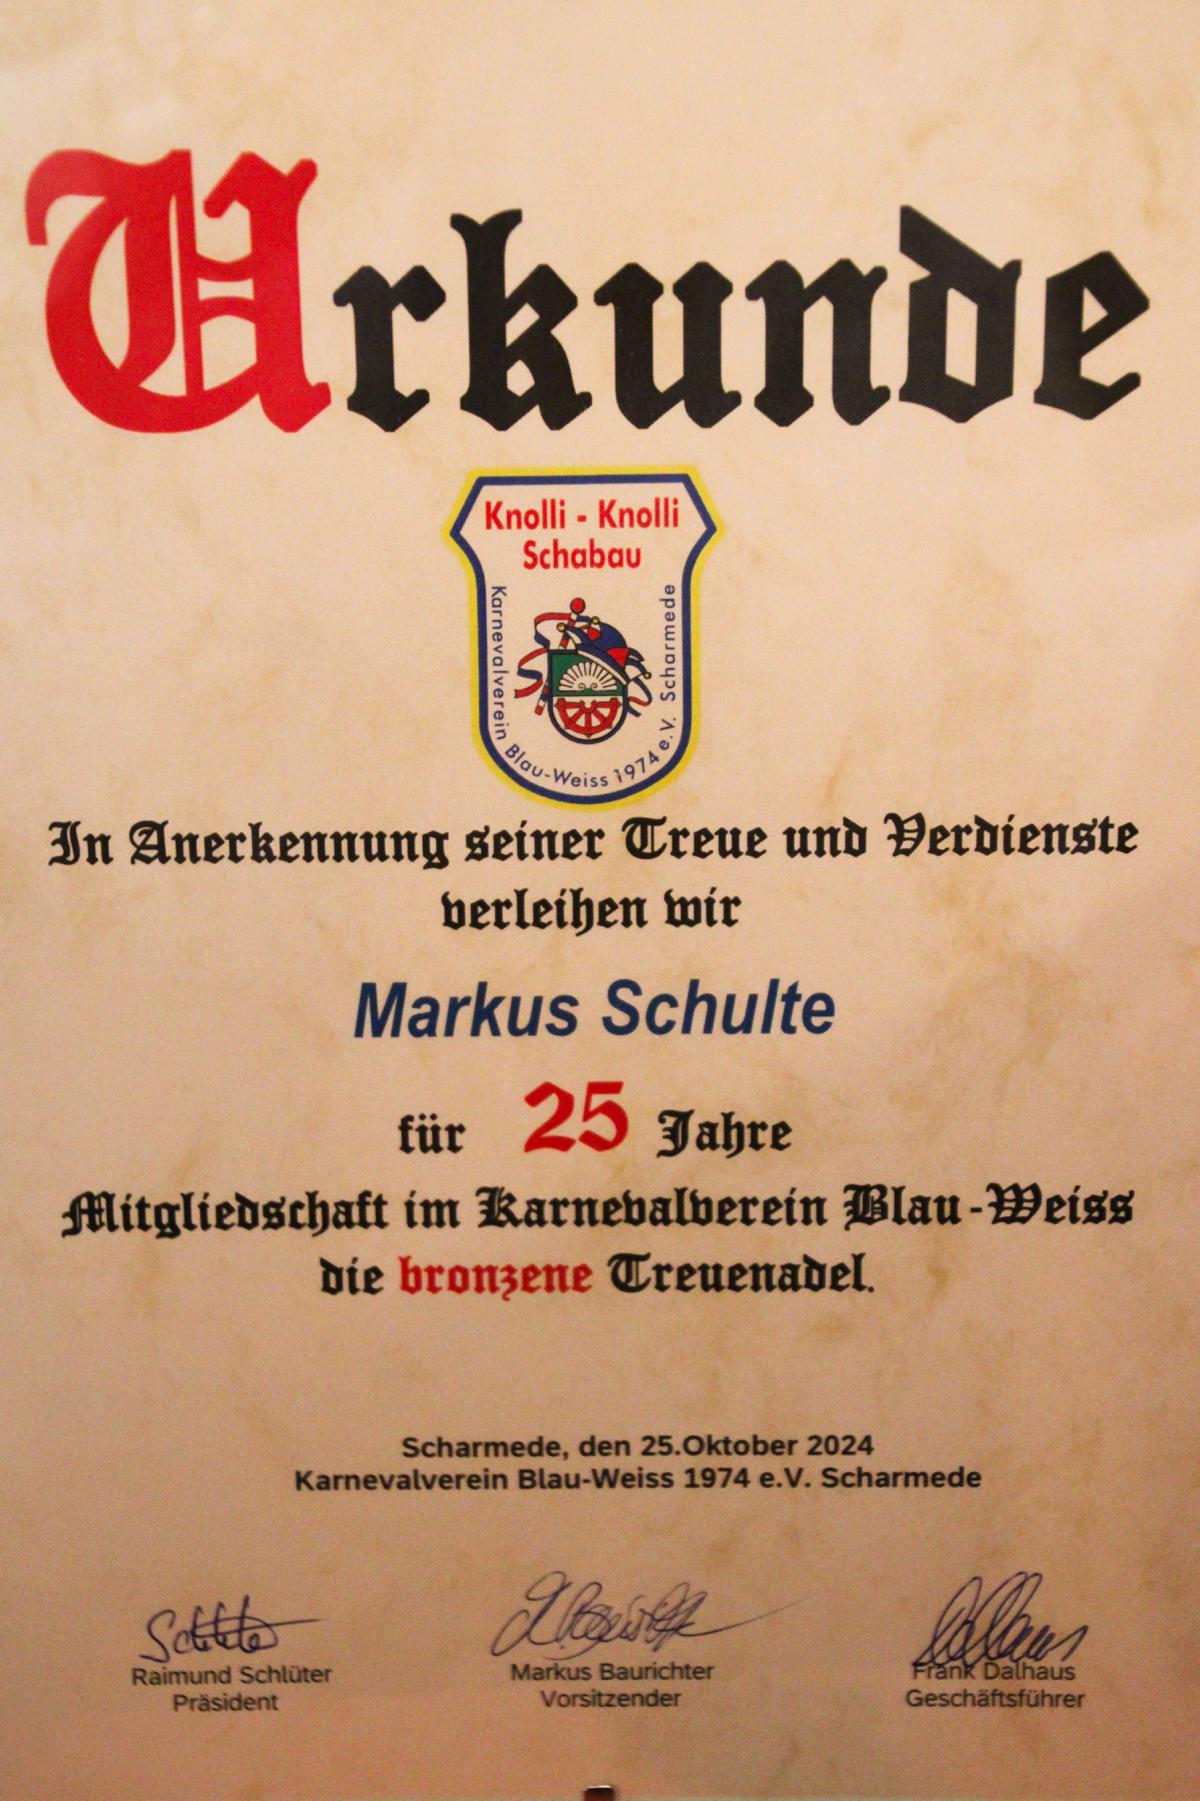 Urkunde
Knolli - Knolli
Schabau
Karnevalverein Blau-Weiss 1974 e.V. Scharmede
In Anerkennung seiner Treue und Verdienste
verleihen wir
Markus Schulte
für 25 Jahre
Mitgliedschaft im Karnevalverein Blau-Weiss
die bronzene Treuenadel.
Scharmede, den 25.Oktober 2024
Karnevalverein Blau-Weiss 1974 e.V. Scharmede
Raimund Schlüter
Präsident
Markus Baurichter
Vorsitzender
Frank Dalhaus
Geschäftsführer